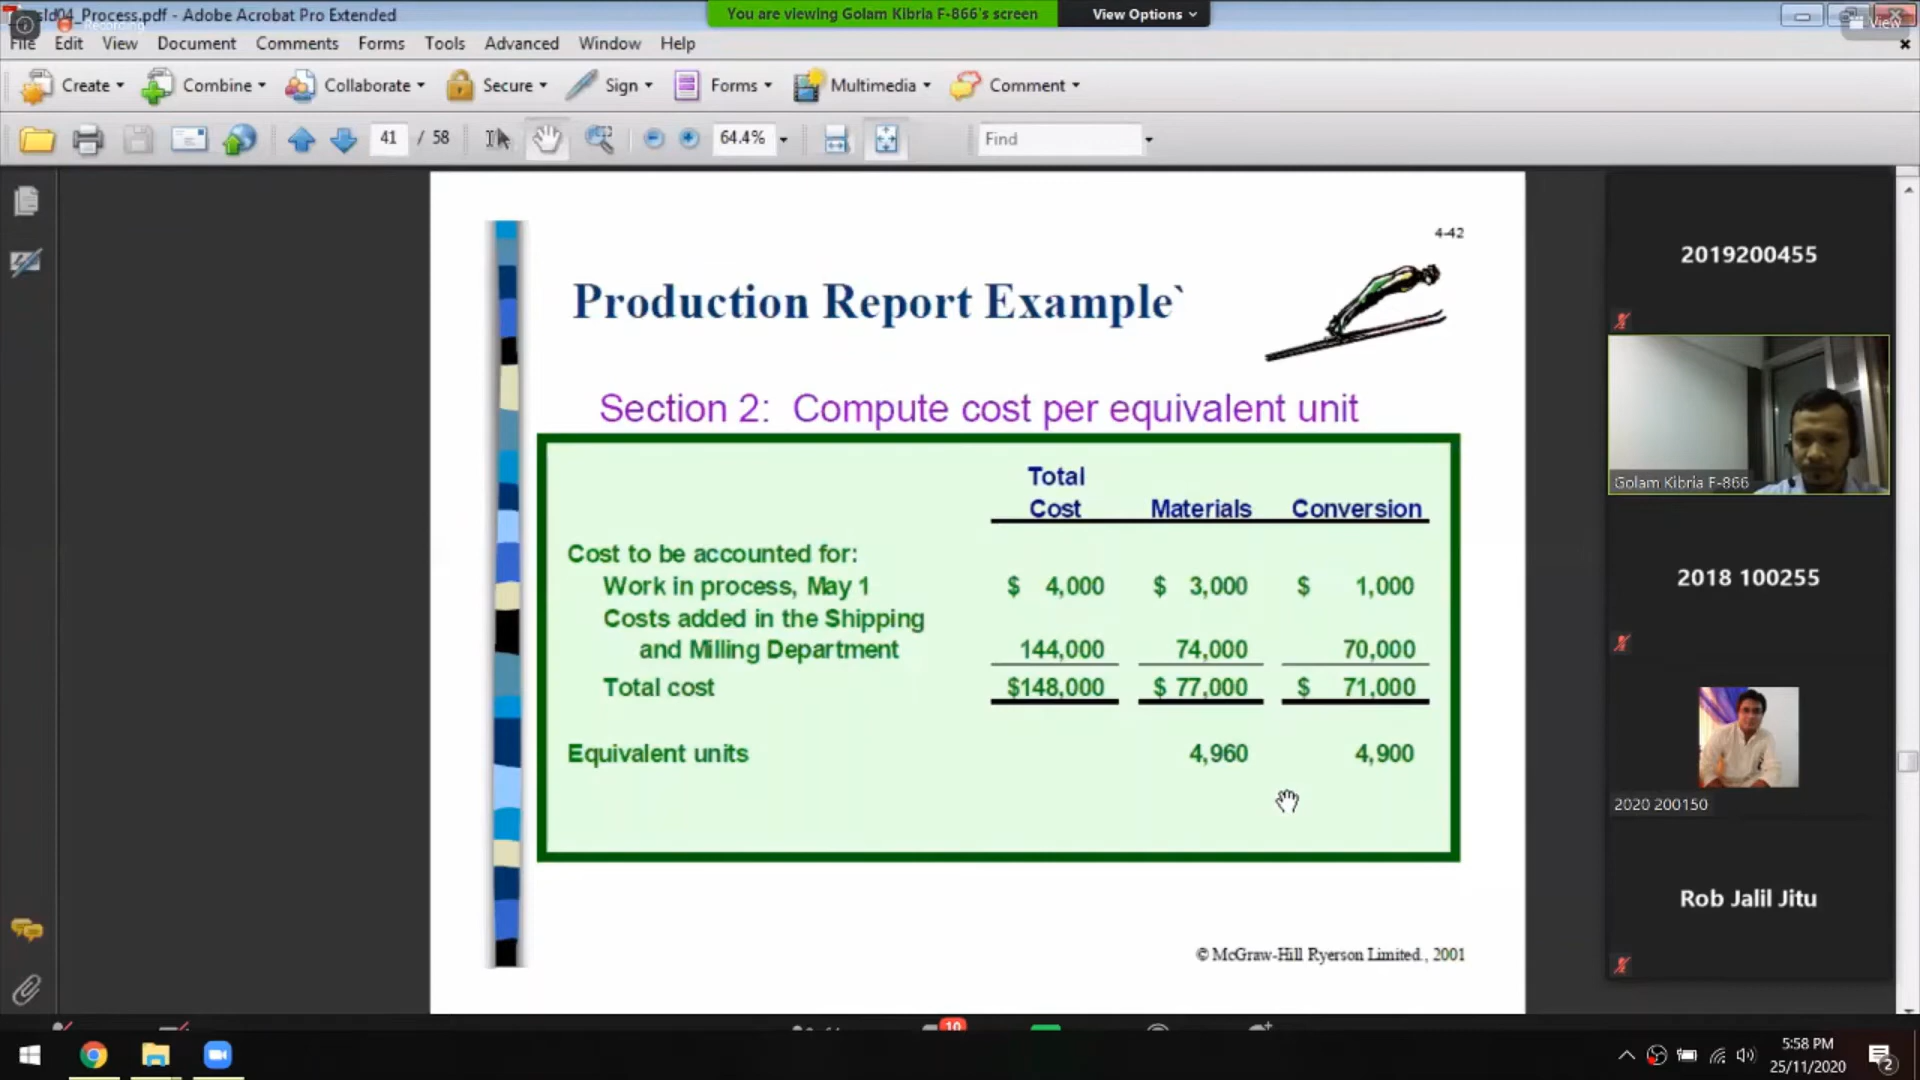 sld04_Process.pdf - Adobe Acrobat Pro Extended
Recording
You are viewing Golam Kibria F-866's screen
View Options
View
File Edit View Document Comments Forms Tools Advanced Window Help
Create Combine Collaborate Secure Sign Forms Multimedia Comment
41 / 58 64.4% Find
4-42
Production Report Example`
Section 2: Compute cost per equivalent unit
Total
Cost Materials Conversion
Cost to be accounted for:
Work in process, May 1 $ 4,000 $ 3,000 $ 1,000
Costs added in the Shipping
and Milling Department 144,000 74,000 70,000
Total cost $148,000 $ 77,000 $ 71,000
Equivalent units 4,960 4,900
© McGraw-Hill Ryerson Limited., 2001
2019200455
Golam Kibria F-866
2018 100255
2020 200150
Rob Jalil Jitu
10
5:58 PM
25/11/2020
2